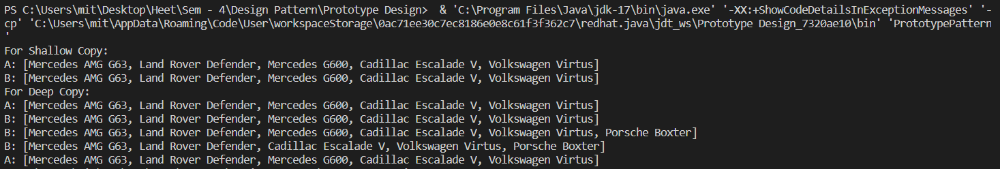 PS C:\Users\mit\Desktop\Heet\Sem - 4\Design Pattern\Prototype Design>  & 'C:\Program Files\Java\jdk-17\bin\java.exe' '-XX:+ShowCodeDetailsInExceptionMessages' '-
cp' 'C:\Users\mit\AppData\Roaming\Code\User\workspaceStorage\0ac71ee30c7ec8186e0e8c61f3f362c7\redhat.java\jdt_ws\Prototype Design_7320ae10\bin' 'PrototypePattern
'
For Shallow Copy:
A: [Mercedes AMG G63, Land Rover Defender, Mercedes G600, Cadillac Escalade V, Volkswagen Virtus]
B: [Mercedes AMG G63, Land Rover Defender, Mercedes G600, Cadillac Escalade V, Volkswagen Virtus]
For Deep Copy:
A: [Mercedes AMG G63, Land Rover Defender, Mercedes G600, Cadillac Escalade V, Volkswagen Virtus]
B: [Mercedes AMG G63, Land Rover Defender, Mercedes G600, Cadillac Escalade V, Volkswagen Virtus]
B: [Mercedes AMG G63, Land Rover Defender, Mercedes G600, Cadillac Escalade V, Volkswagen Virtus, Porsche Boxter]
B: [Mercedes AMG G63, Land Rover Defender, Cadillac Escalade V, Volkswagen Virtus, Porsche Boxter]
A: [Mercedes AMG G63, Land Rover Defender, Mercedes G600, Cadillac Escalade V, Volkswagen Virtus]